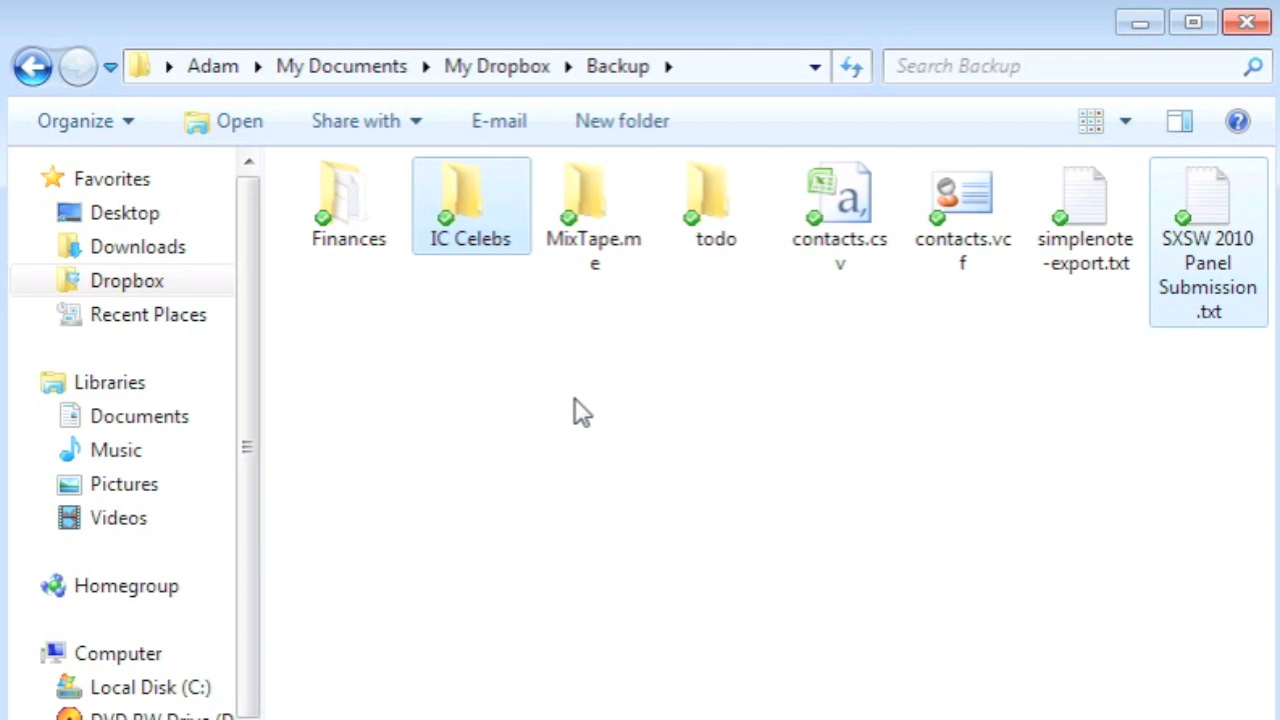 Adam
My Documents
My Dropbox
Backup
Search Backup
Organize
Open
Share with
E-mail
New folder
Favorites
Desktop
Downloads
Dropbox
Recent Places
Libraries
Documents
Music
Pictures
Videos
Homegroup
Computer
Local Disk (C:)
Finances
IC Celebs
MixTape.m
e
todo
contacts.cs
v
contacts.vc
f
simplenote
-export.txt
SXSW 2010
Panel
Submission
.txt